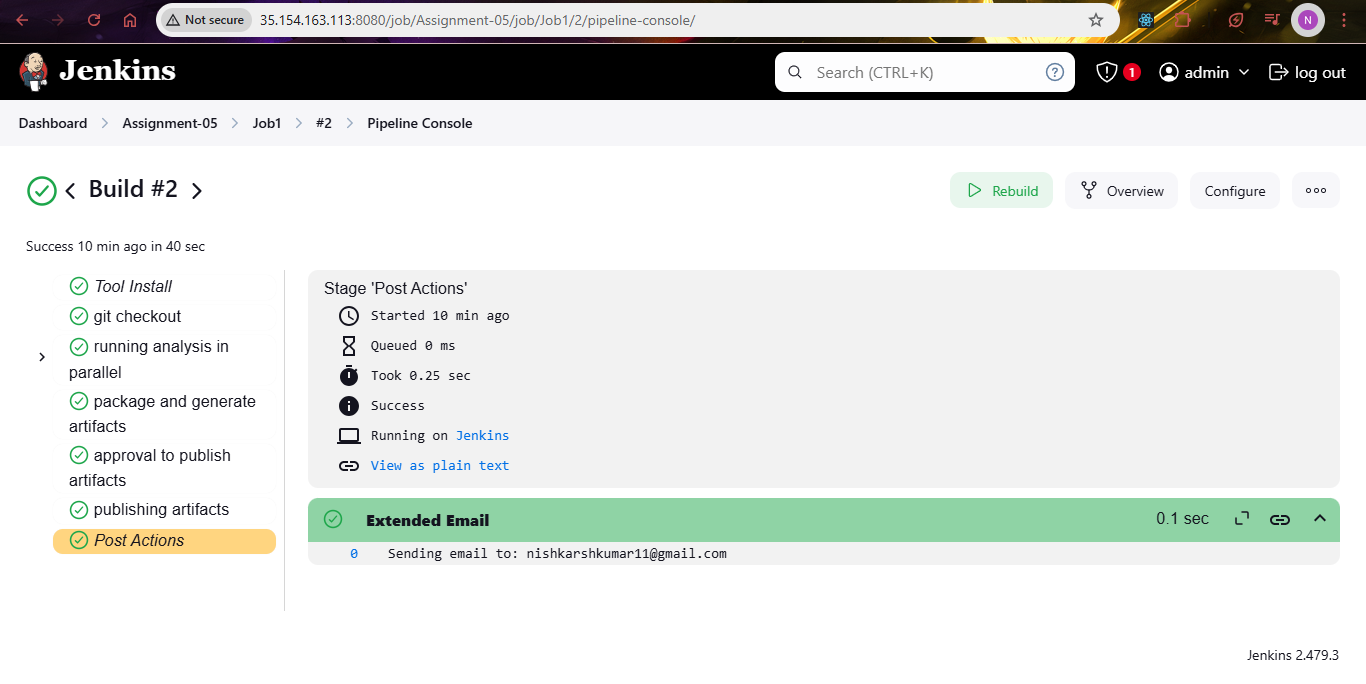 Not secure
35.154.163.113:8080/job/Assignment-05/job/Job1/2/pipeline-console/
N
Jenkins
Search (CTRL+K)
?
1
admin
log out
Dashboard
Assignment-05
Job1
#2
Pipeline Console
Build #2
Rebuild
Overview
Configure
Success 10 min ago in 40 sec
Tool Install
git checkout
running analysis in
parallel
package and generate
artifacts
approval to publish
artifacts
publishing artifacts
Post Actions
Stage 'Post Actions'
Started 10 min ago
Queued 0 ms
Took 0.25 sec
Success
Running on Jenkins
View as plain text
Extended Email
0.1 sec
0 Sending email to: nishkarshkumar11@gmail.com
Jenkins 2.479.3